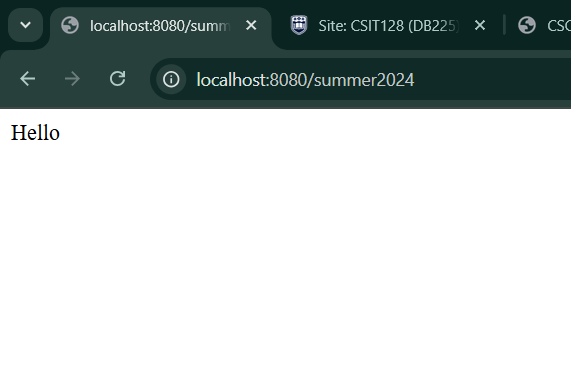 localhost:8080/summ
Site: CSIT128 (DB225)
CSC
localhost:8080/summer2024
Hello